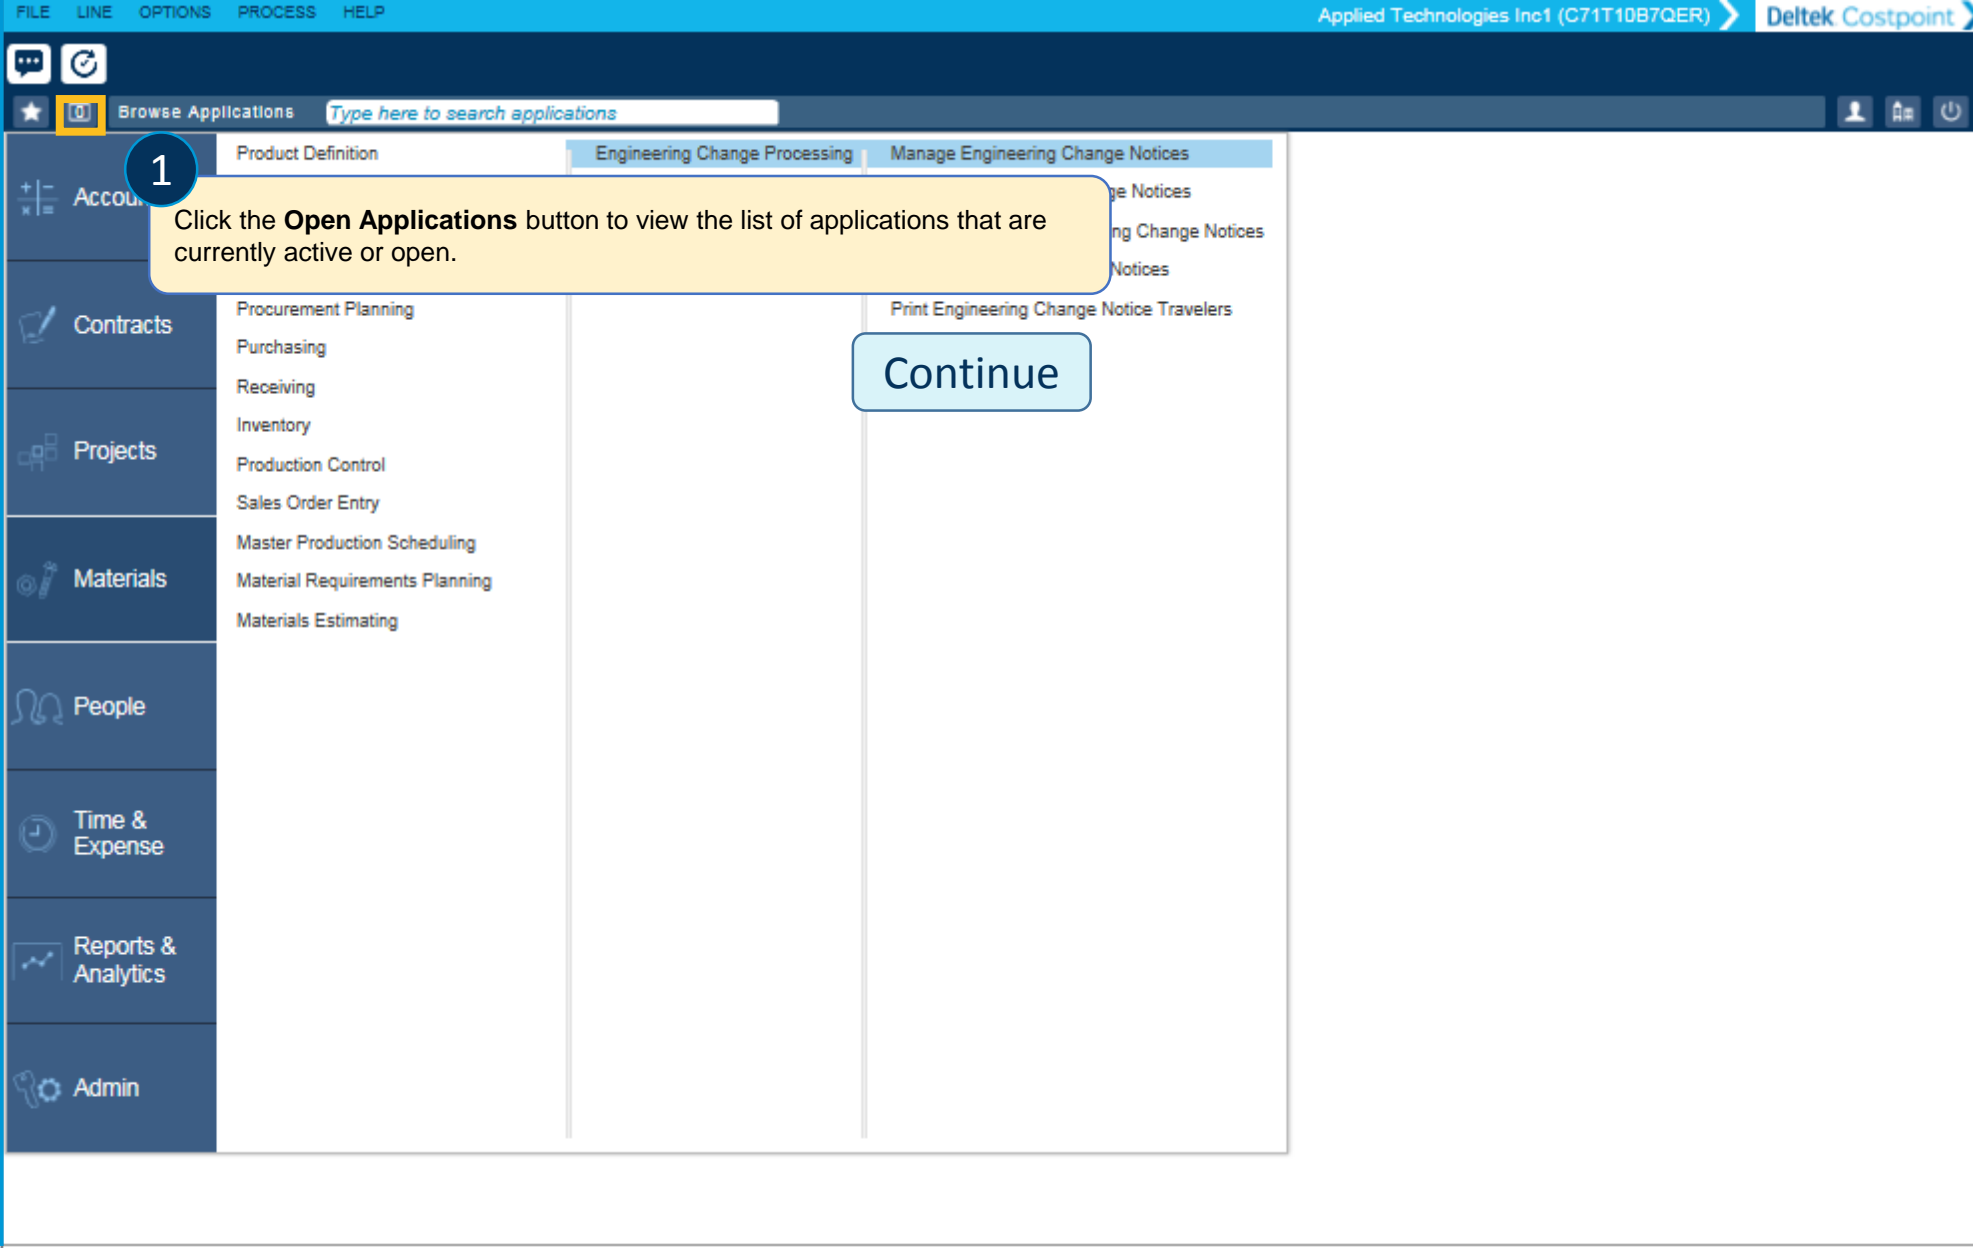 FILE LINE OPTIONS PROCESS HELP
Applied Technologies Inc1 (C71T10B7QER)
Deltek Costpoint
0
Browse Applications
Type here to search applications
1
Click the Open Applications button to view the list of applications that are
currently active or open.
Accou
Contracts
Projects
Materials
People
Time &
Expense
Reports &
Analytics
Admin
Product Definition
Procurement Planning
Purchasing
Receiving
Inventory
Production Control
Sales Order Entry
Master Production Scheduling
Material Requirements Planning
Materials Estimating
Engineering Change Processing
Manage Engineering Change Notices
ge Notices
ng Change Notices
Notices
Print Engineering Change Notice Travelers
Continue